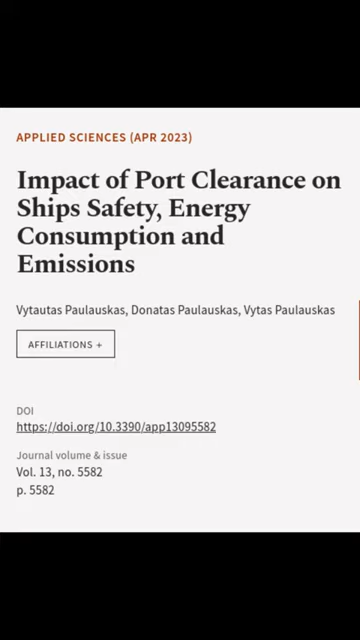 APPLIED SCIENCES (APR 2023)
Impact of Port Clearance on
Ships Safety, Energy
Consumption and
Emissions
Vytautas Paulauskas, Donatas Paulauskas, Vytas Paulauskas
AFFILIATIONS +
DOI
https://doi.org/10.3390/app13095582
Journal volume & issue
Vol. 13, no. 5582
p. 5582